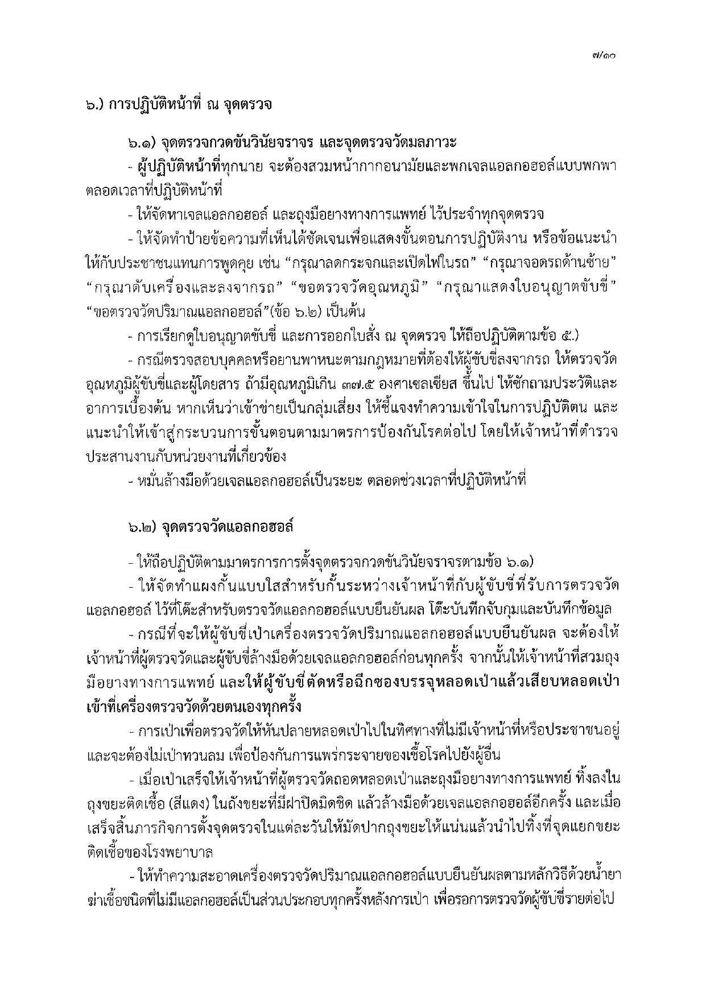 ๗/๑๐
๖.) การปฏิบัติหน้าที่ ณ จุดตรวจ
๖.๑) จุดตรวจกวดขันวินัยจราจร และจุดตรวจวัดมลภาวะ
- ผู้ปฏิบัติหน้าที่ทุกนาย จะต้องสวมหน้ากากอนามัยและพกเจลแอลกอฮอล์แบบพกพา
ตลอดเวลาที่ปฏิบัติหน้าที่
- ให้จัดหาเจลแอลกอฮอล์ และถุงมือยางทางการแพทย์ ไว้ประจำทุกจุดตรวจ
- ให้จัดทำป้ายข้อความที่เห็นได้ชัดเจนเพื่อแสดงขั้นตอนการปฏิบัติงาน หรือข้อแนะนำ
ให้กับประชาชนแทนการพูดคุย เช่น “กรุณาลดกระจกและเปิดไฟในรถ” “กรุณาจอดรถด้านซ้าย”
“กรุณาดับเครื่องและลงจากรถ” “ขอตรวจวัดอุณหภูมิ” “กรุณาแสดงใบอนุญาตขับขี่”
“ขอตรวจวัดปริมาณแอลกอฮอล์”(ข้อ ๖.๒) เป็นต้น
- การเรียกดูใบอนุญาตขับขี่ และการออกใบสั่ง ณ จุดตรวจ ให้ถือปฏิบัติตามข้อ ๕.)
- กรณีตรวจสอบบุคคลหรือยานพาหนะตามกฎหมายที่ต้องให้ผู้ขับขี่ลงจากรถ ให้ตรวจวัด
อุณหภูมิผู้ขับขี่และผู้โดยสาร ถ้ามีอุณหภูมิเกิน ๓๗.๕ องศาเซลเซียส ขึ้นไป ให้ซักถามประวัติและ
อาการเบื้องต้น หากเห็นว่าเข้าข่ายเป็นกลุ่มเสี่ยง ให้ชี้แจงทำความเข้าใจในการปฏิบัติตน และ
แนะนำให้เข้าสู่กระบวนการขั้นตอนตามมาตรการป้องกันโรคต่อไป โดยให้เจ้าหน้าที่ตำรวจ
ประสานงานกับหน่วยงานที่เกี่ยวข้อง
- หมั่นล้างมือด้วยเจลแอลกอฮอล์เป็นระยะ ตลอดช่วงเวลาที่ปฏิบัติหน้าที่
๖.๒) จุดตรวจวัดแอลกอฮอล์
- ให้ถือปฏิบัติตามมาตรการการตั้งจุดตรวจกวดขันวินัยจราจรตามข้อ ๖.๑)
- ให้จัดทำแผงกั้นแบบใสสำหรับกั้นระหว่างเจ้าหน้าที่กับผู้ขับขี่ที่รับการตรวจวัด
แอลกอฮอล์ ไว้ที่โต๊ะสำหรับตรวจวัดแอลกอฮอล์แบบยืนยันผล โต๊ะบันทึกจับกุมและบันทึกข้อมูล
- กรณีที่จะให้ผู้ขับขี่เป่าเครื่องตรวจวัดปริมาณแอลกอฮอล์แบบยืนยันผล จะต้องให้
เจ้าหน้าที่ผู้ตรวจวัดและผู้ขับขี่ล้างมือด้วยเจลแอลกอฮอล์ก่อนทุกครั้ง จากนั้นให้เจ้าหน้าที่สวมถุง
มือยางทางการแพทย์ และให้ผู้ขับขี่ตัดหรือฉีกซองบรรจุหลอดเป่าแล้วเสียบหลอดเป่า
เข้าที่เครื่องตรวจวัดด้วยตนเองทุกครั้ง
- การเป่าเพื่อตรวจวัดให้หันปลายหลอดเป่าไปในทิศทางที่ไม่มีเจ้าหน้าที่หรือประชาชนอยู่
และจะต้องไม่เป่าทวนลม เพื่อป้องกันการแพร่กระจายของเชื้อโรคไปยังผู้อื่น
- เมื่อเป่าเสร็จให้เจ้าหน้าที่ผู้ตรวจวัดถอดหลอดเป่าและถุงมือยางทางการแพทย์ ทิ้งลงใน
ถุงขยะติดเชื้อ (สีแดง) ในถังขยะที่มีฝาปิดมิดชิด แล้วล้างมือด้วยเจลแอลกอฮอล์อีกครั้ง และเมื่อ
เสร็จสิ้นภารกิจการตั้งจุดตรวจในแต่ละวันให้มัดปากถุงขยะให้แน่นแล้วนำไปทิ้งที่จุดแยกขยะ
ติดเชื้อของโรงพยาบาล
- ให้ทำความสะอาดเครื่องตรวจวัดปริมาณแอลกอฮอล์แบบยืนยันผลตามหลักวิธีด้วยน้ำยา
ฆ่าเชื้อชนิดที่ไม่มีแอลกอฮอล์เป็นส่วนประกอบทุกครั้งหลังการเป่า เพื่อรอการตรวจวัดผู้ขับขี่รายต่อไป